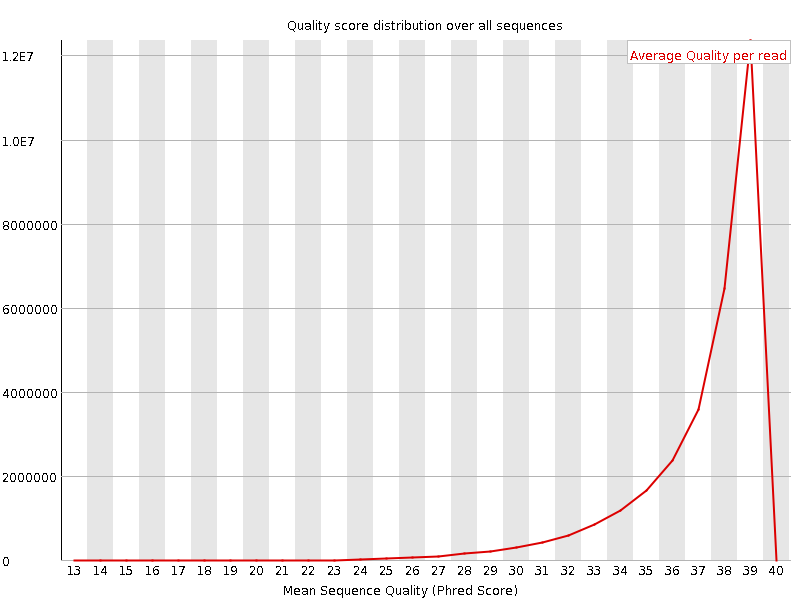 Quality score distribution over all sequences
Average Quality per read
1.2E7
1.0E7
8000000
6000000
4000000
2000000
0
13 14 15 16 17 18 19 20 21 22 23 24 25 26 27 28 29 30 31 32 33 34 35 36 37 38 39 40
Mean Sequence Quality (Phred Score)